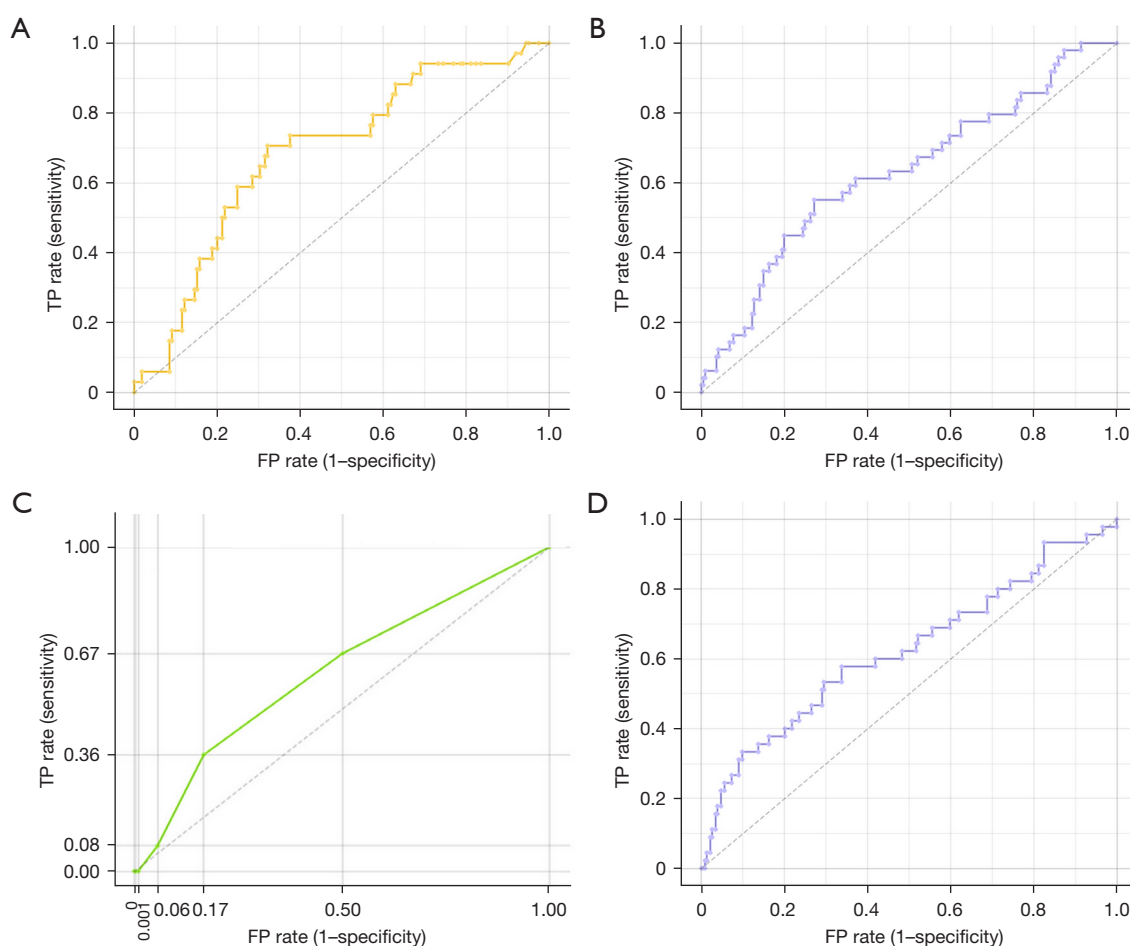 A
TP rate (sensitivity)
1.0
0.8
0.6
0.4
0.2
0
0 0.2 0.4 0.6 0.8 1.0
FP rate (1–specificity)
B
TP rate (sensitivity)
1.0
0.8
0.6
0.4
0.2
0
0 0.2 0.4 0.6 0.8 1.0
FP rate (1–specificity)
C
TP rate (sensitivity)
1.00
0.67
0.36
0.08
0.00
0 0.001 0.06 0.17 0.50 1.00
FP rate (1–specificity)
D
TP rate (sensitivity)
1.0
0.8
0.6
0.4
0.2
0
0 0.2 0.4 0.6 0.8 1.0
FP rate (1–specificity)